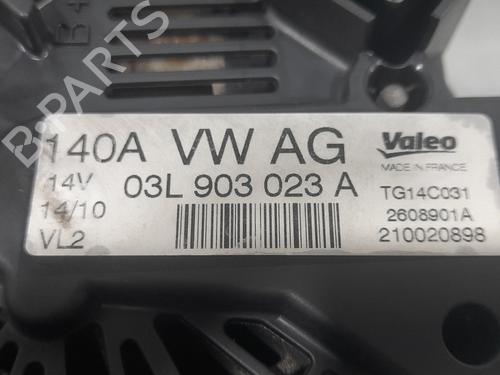 B+
B-PARTS
140A VW AG
14V 03L 903 023 A
14/10
VL2
Valeo
MADE IN FRANCE
TG14C031
2608901A
210020898